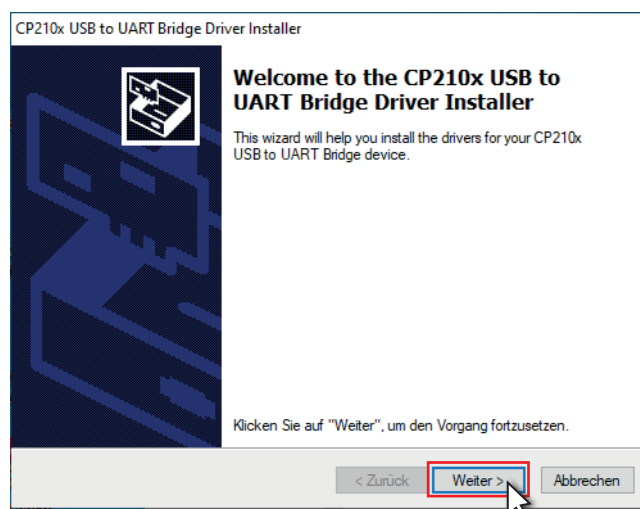 CP210x USB to UART Bridge Driver Installer
Welcome to the CP210x USB to
UART Bridge Driver Installer
This wizard will help you install the drivers for your CP210x
USB to UART Bridge device.
Klicken Sie auf "Weiter", um den Vorgang fortzusetzen.
< Zurück Weiter > Abbrechen